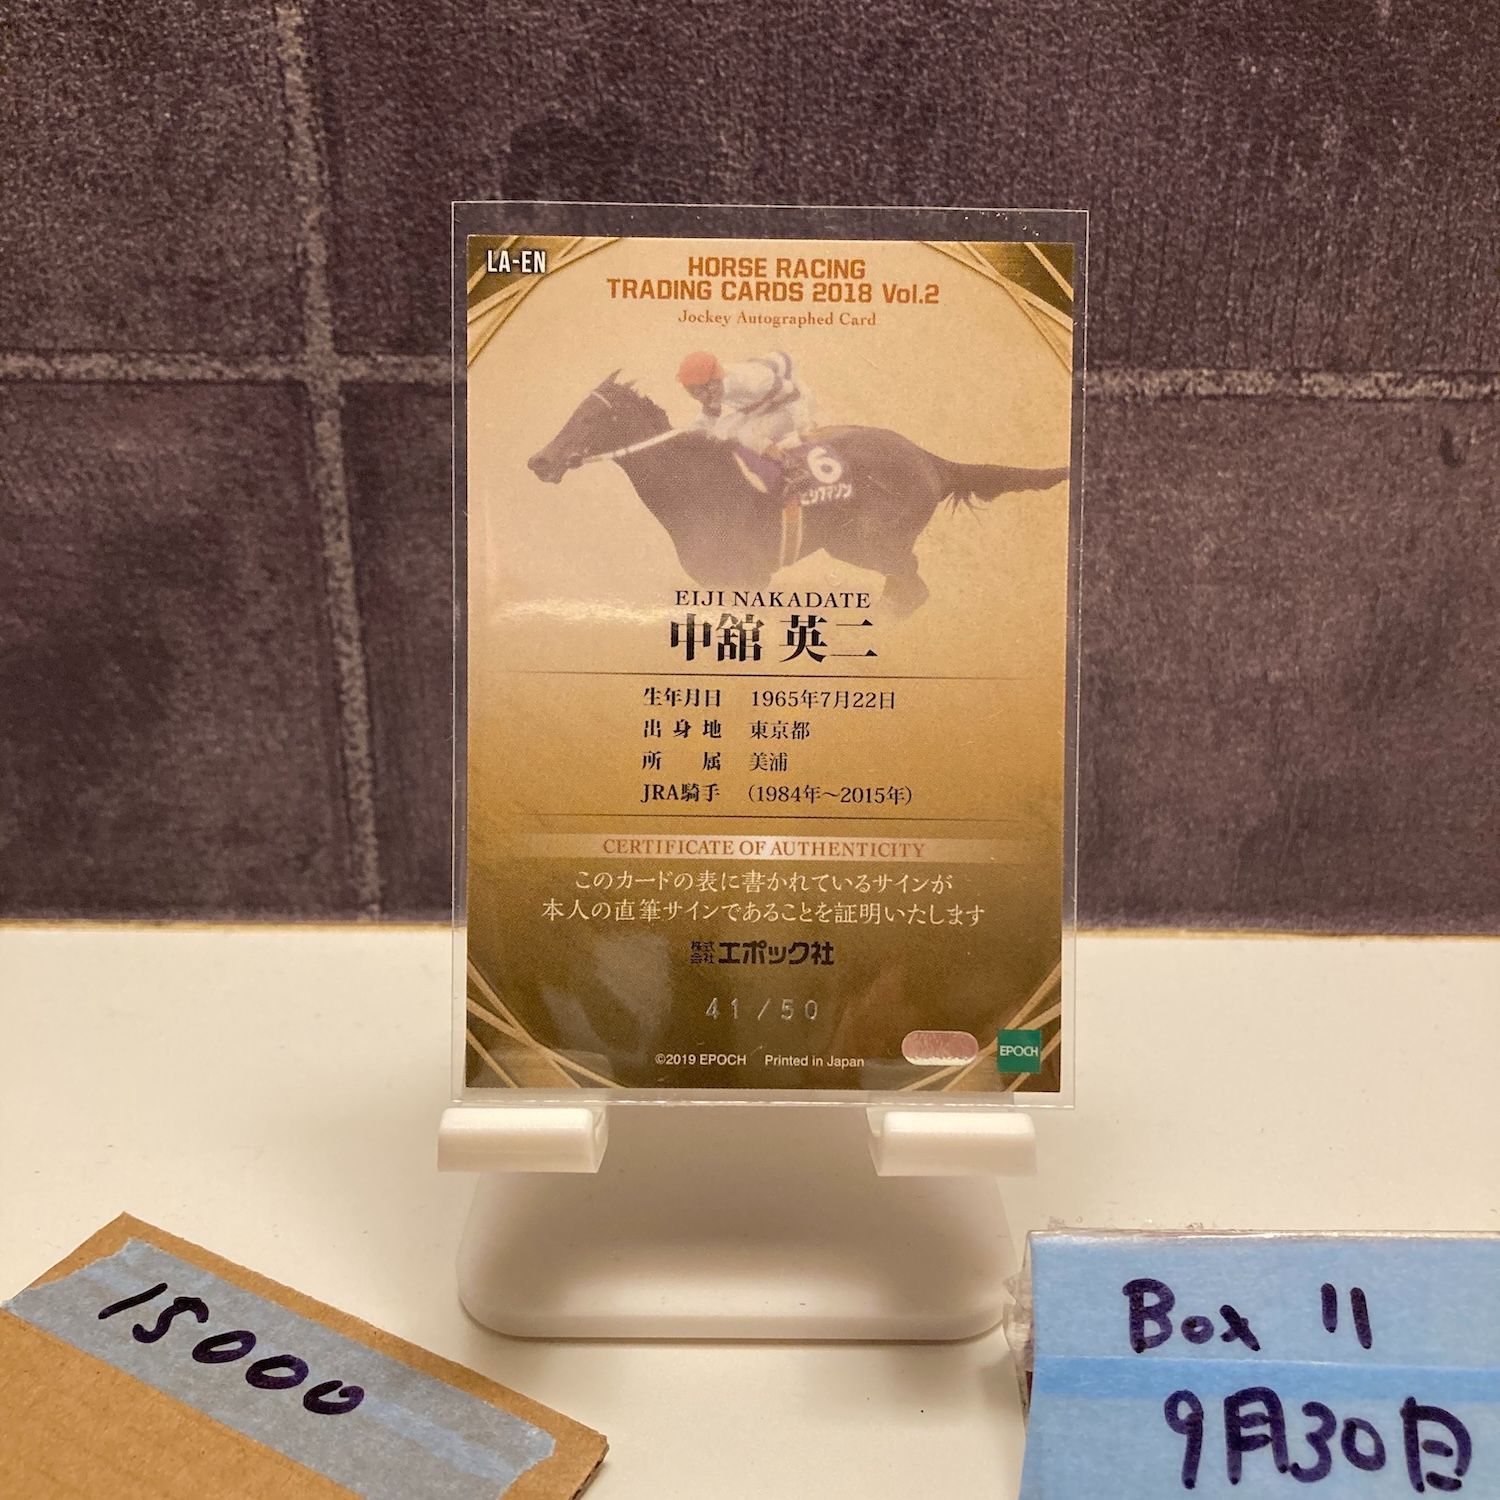 LA-EN
HORSE RACING
TRADING CARDS 2018 Vol.2
Jockey Autographed Card
6
EIJI NAKADATE
中舘 英二
生年月日 1965年7月22日
出身地 東京都
所属 美浦
JRA騎手 (1984年～2015年)
CERTIFICATE OF AUTHENTICITY
このカードの表に書かれているサインが
本人の直筆サインであることを証明いたします
株式会社 エポック社
41/50
©2019 EPOCH Printed in Japan
EPOCH
15000
Box 11
9月30日